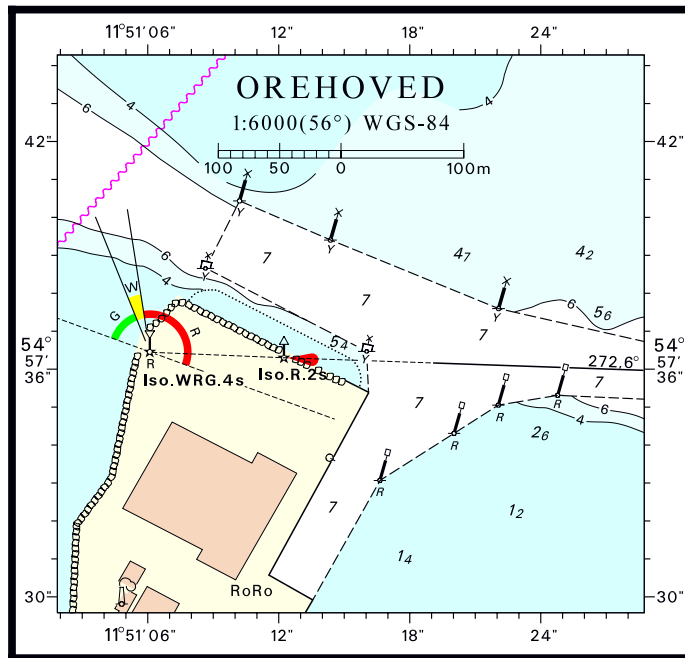 11°51′06″ 12″ 18″ 24″
OREHOVED
1:6000(56°) WGS-84
100 50 0 100m
42″ 42″
4 4
6 6
X
Y
X
Y
4₇ 4₂
7
X
Y
6
4
7
X
Y
6 5₆
7
W
G R
5₄
X
Y
54° 57′ 36″
54° 57′ 36″
272,6°
R
Iso.WRG.4s
Iso.R.2s
7
R R R R
7
6
4
2₆
7
1₂
1₄
RoRo
30″ 30″
11°51′06″ 12″ 18″ 24″